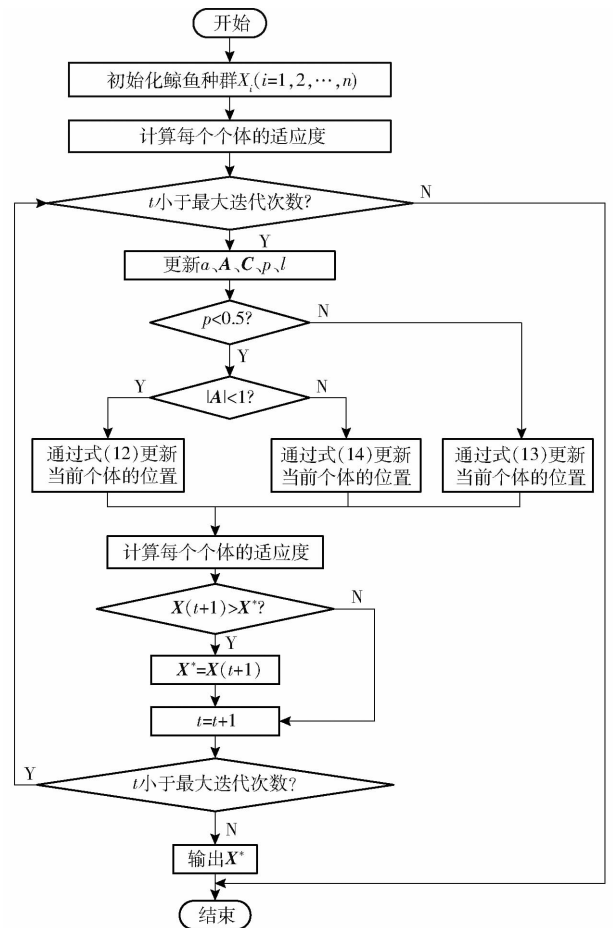 开始
初始化鲸鱼种群Xi(i=1,2,…,n)
计算每个个体的适应度
t小于最大迭代次数?
N
Y
更新a、A、C、p、l
p<0.5?
N
Y
Y
|A|<1?
N
通过式(12)更新
当前个体的位置
通过式(14)更新
当前个体的位置
通过式(13)更新
当前个体的位置
计算每个个体的适应度
X(t+1)>X*?
N
Y
X*=X(t+1)
t=t+1
Y
t小于最大迭代次数?
N
输出X*
结束